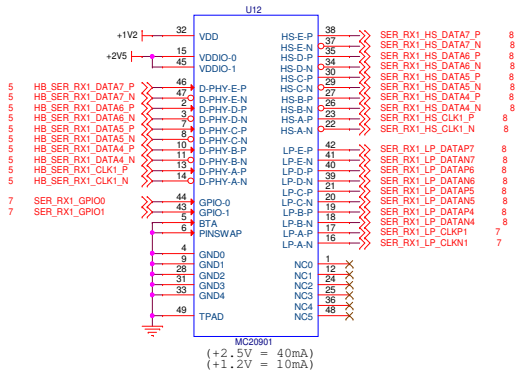 U12
+1V2 32 VDD HS-E-P 38 SER_RX1_HS_DATA7_P 8
HS-E-N 37 SER_RX1_HS_DATA7_N 8
+2V5 15 VDDIO-0 HS-D-P 35 SER_RX1_HS_DATA6_P 8
45 VDDIO-1 HS-D-N 34 SER_RX1_HS_DATA6_N 8
HS-C-P 30 SER_RX1_HS_DATA5_P 8
5 HB_SER_RX1_DATA7_P 46 D-PHY-E-P HS-C-N 29 SER_RX1_HS_DATA5_N 8
5 HB_SER_RX1_DATA7_N 47 D-PHY-E-N HS-B-P 27 SER_RX1_HS_DATA4_P 8
5 HB_SER_RX1_DATA6_P 2 D-PHY-D-P HS-B-N 26 SER_RX1_HS_DATA4_N 8
5 HB_SER_RX1_DATA6_N 3 D-PHY-D-N HS-A-P 23 SER_RX1_HS_CLK1_P 8
5 HB_SER_RX1_DATA5_P 7 D-PHY-C-P HS-A-N 22 SER_RX1_HS_CLK1_N 8
5 HB_SER_RX1_DATA5_N 8 D-PHY-C-N
5 HB_SER_RX1_DATA4_P 10 D-PHY-B-P LP-E-P 42 SER_RX1_LP_DATAP7 8
5 HB_SER_RX1_DATA4_N 11 D-PHY-B-N LP-E-N 41 SER_RX1_LP_DATAN7 8
5 HB_SER_RX1_CLK1_P 13 D-PHY-A-P LP-D-P 40 SER_RX1_LP_DATAP6 8
5 HB_SER_RX1_CLK1_N 14 D-PHY-A-N LP-D-N 39 SER_RX1_LP_DATAN6 8
LP-C-P 21 SER_RX1_LP_DATAP5 8
7 SER_RX1_GPIO0 44 GPIO-0 LP-C-N 20 SER_RX1_LP_DATAN5 8
7 SER_RX1_GPIO1 43 GPIO-1 LP-B-P 19 SER_RX1_LP_DATAP4 8
5 BTA LP-B-N 18 SER_RX1_LP_DATAN4 8
6 PINSWAP LP-A-P 17 SER_RX1_LP_CLKP1 7
LP-A-N 16 SER_RX1_LP_CLKN1 7
4 GND0
9 GND1 NC0 1
28 GND2 NC1 12
31 GND3 NC2 24
33 GND4 NC3 25
NC4 36
49 TPAD NC5 48
MC20901
(+2.5V = 40mA)
(+1.2V = 10mA)